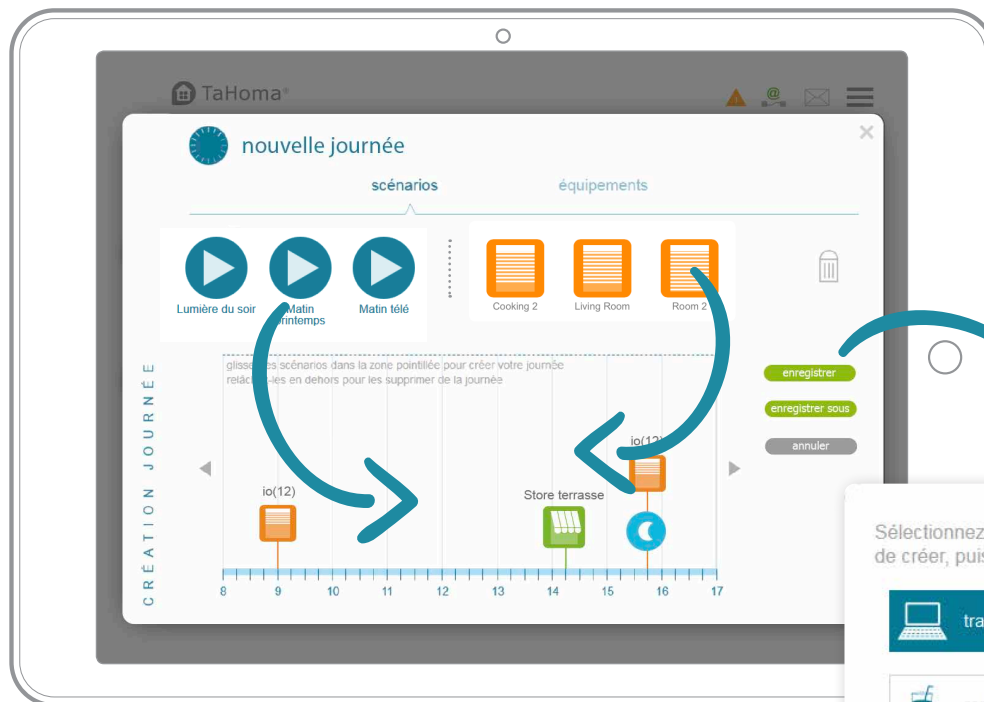 TaHoma®
@
nouvelle journée
scénarios
équipements
Lumière du soir
Matin
Printemps
Matin télé
Cooking 2
Living Room
Room 2
CRÉATION JOURNÉE
les scénarios dans la zone pointillée pour créer votre journée
-les en dehors pour les supprimer de la journée
enregistrer
enregistrer sous
annuler
io(12)
io(12)
Store terrasse
8 9 10 11 12 13 14 15 16 17
Sélectionnez
de créer, puis
tra